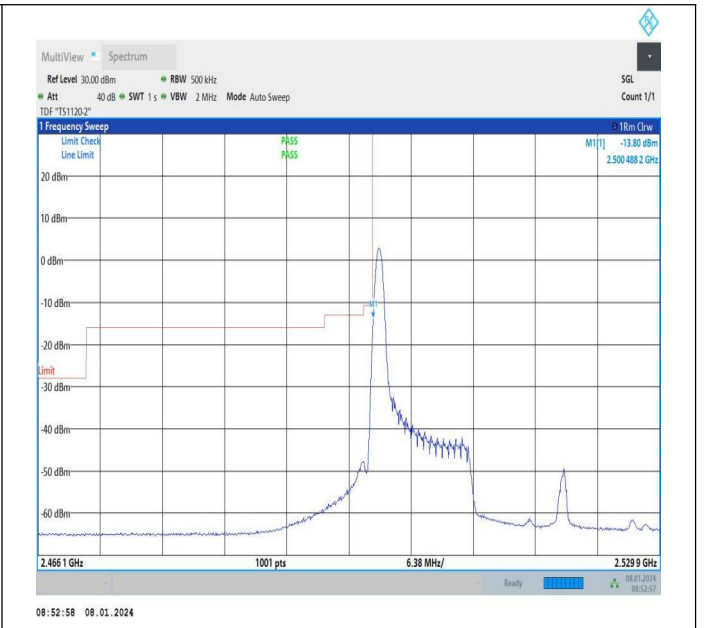 MultiView Spectrum
Ref Level 30.00 dBm RBW 500 kHz SGL
Att 40 dB SWT 1 s VBW 2 MHz Mode Auto Sweep Count 1/1
TDF "TS1120-2"
1 Frequency Sweep 1Rm Clrw
Limit Check PASS M1[1] -13.80 dBm
Line Limit PASS 2.500 488 2 GHz
20 dBm
10 dBm
0 dBm
-10 dBm
M1
-20 dBm
Limit
-30 dBm
-40 dBm
-50 dBm
-60 dBm
2.466 1 GHz 1001 pts 6.38 MHz/ 2.529 9 GHz
Ready 08.01.2024
08:52:57
08:52:58 08.01.2024